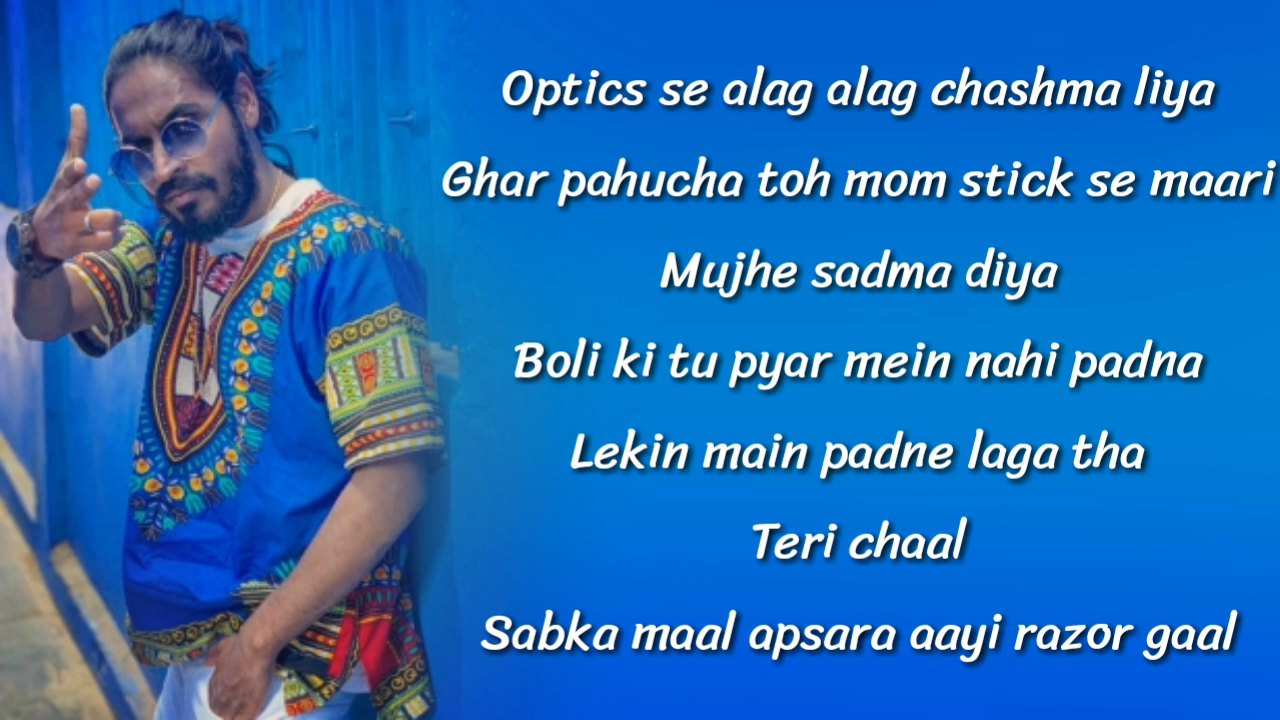 Optics se alag alag chashma liya
Ghar pahucha toh mom stick se maari
Mujhe sadma diya
Boli ki tu pyar mein nahi padna
Lekin main padne laga tha
Teri chaal
Sabka maal apsara aayi razor gaal